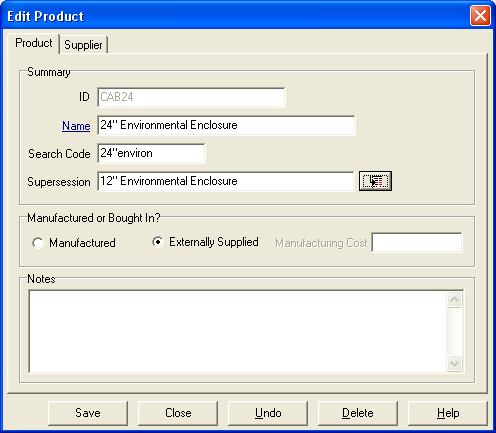 Edit Product
Product Supplier
Summary
ID CAB24
Name 24" Environmental Enclosure
Search Code 24"environ
Supersession 12" Environmental Enclosure
Manufactured or Bought In?
Manufactured Externally Supplied Manufacturing Cost
Notes
Save Close Undo Delete Help